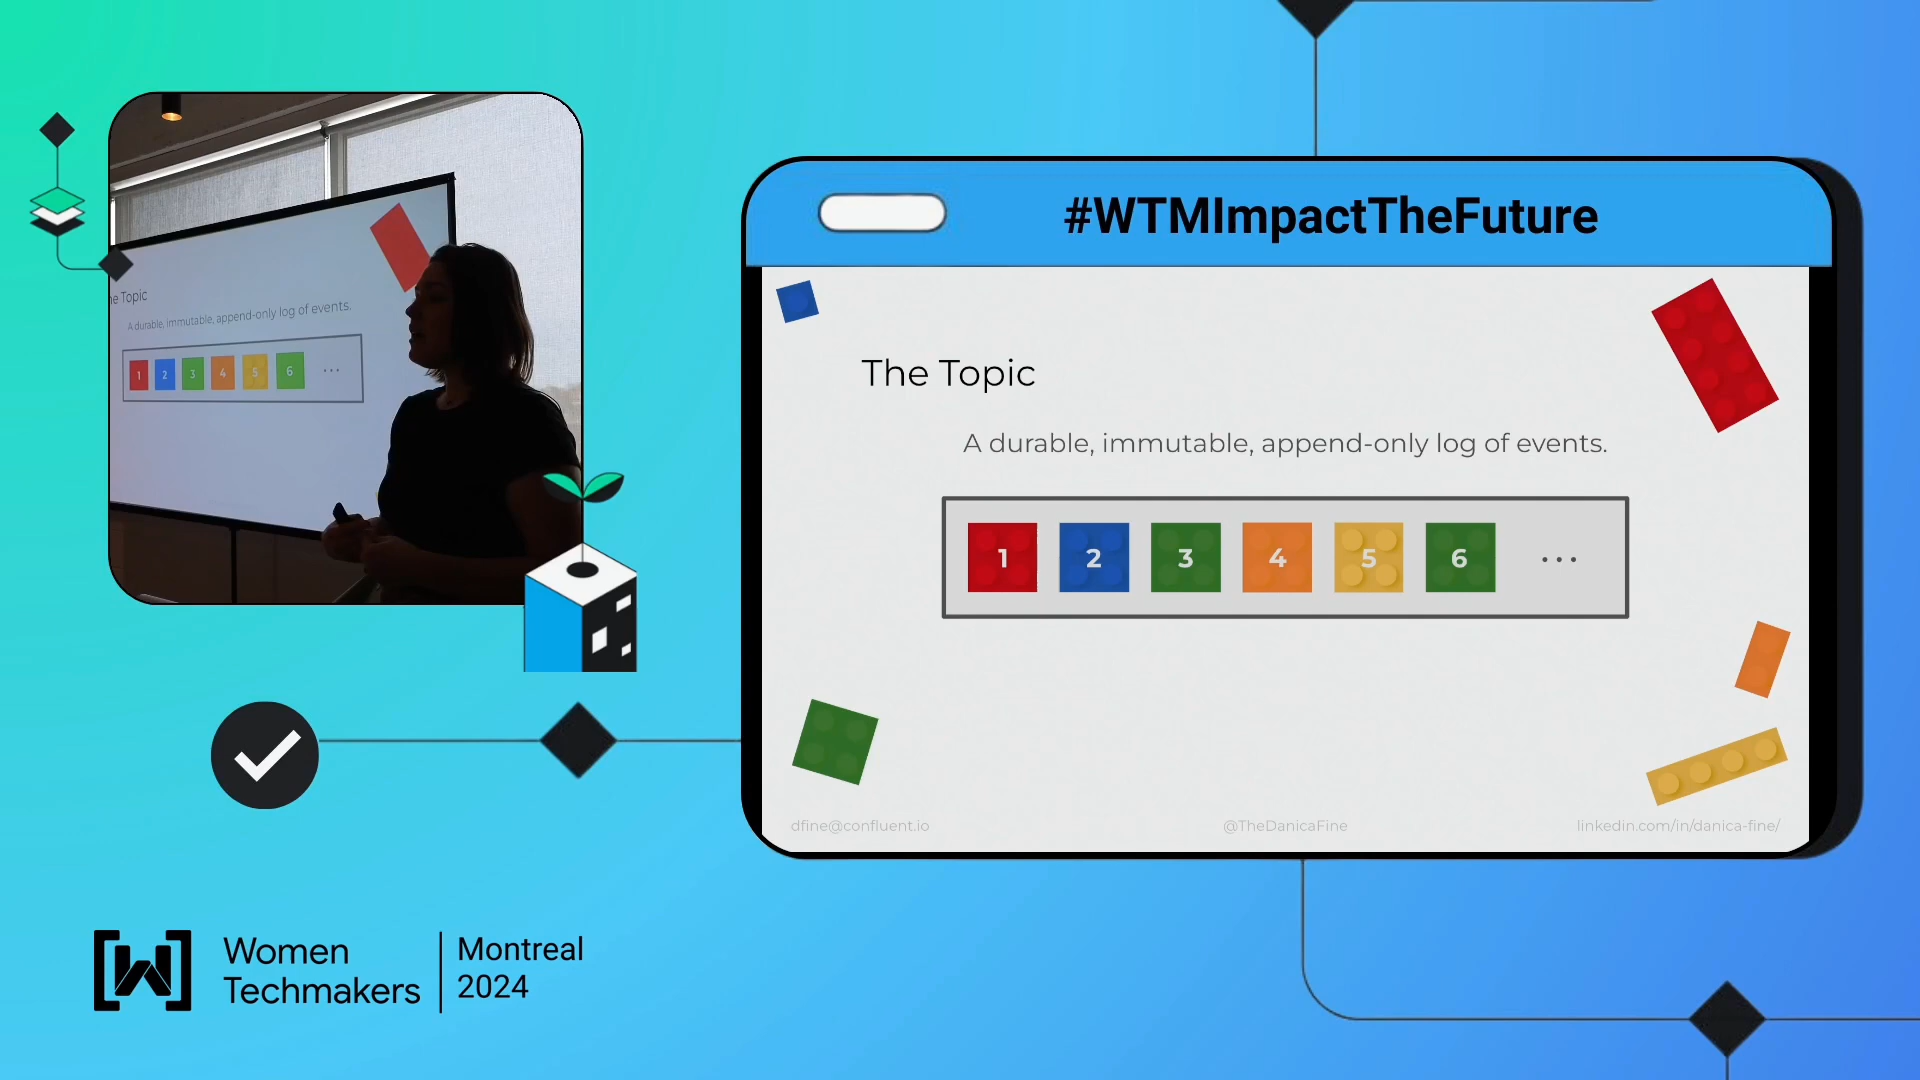 #WTMImpactTheFuture
The Topic
A durable, immutable, append-only log of events.
1 2 3 4 5 6 ...
dfine@confluent.io @TheDanicaFine linkedin.com/in/danica-fine/
he Topic
A durable, immutable, append-only log of events.
1 2 3 4 5 6 ...
Women
Techmakers
Montreal
2024